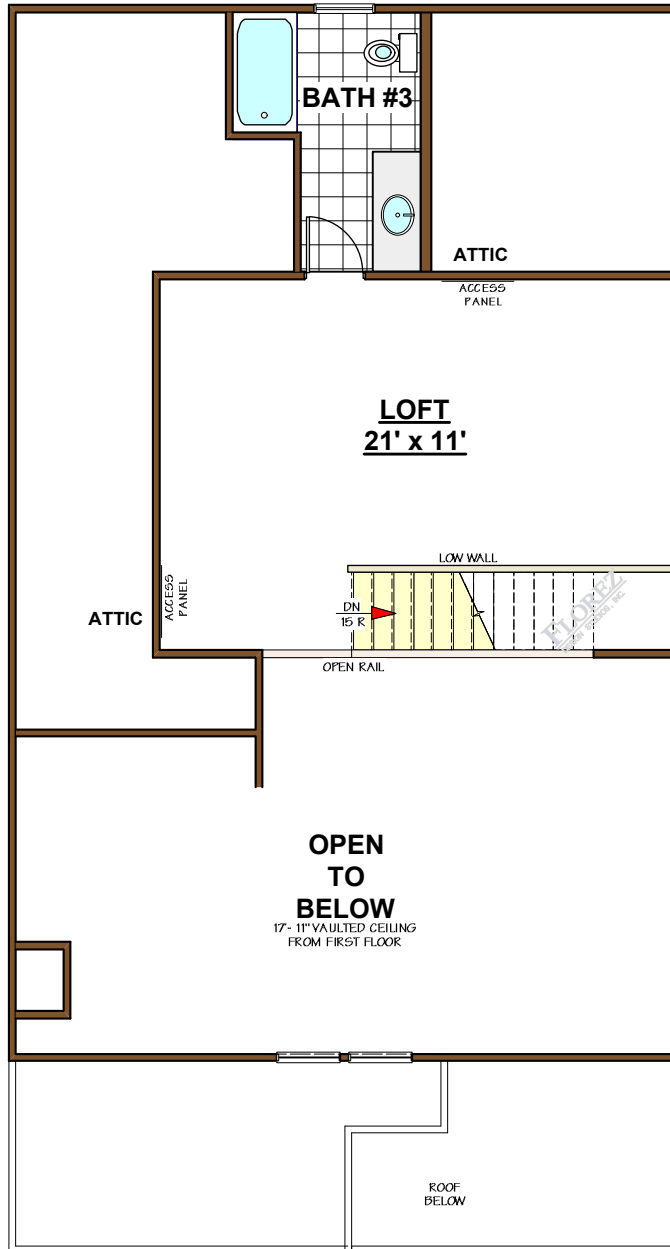 BATH #3
ATTIC
ACCESS
PANEL
LOFT
21' x 11'
LOW WALL
ACCESS
PANEL
ATTIC
DN
15 R
FLOREZ
OPEN RAIL
OPEN
TO
BELOW
17'- 11" VAULTED CEILING
FROM FIRST FLOOR
ROOF
BELOW